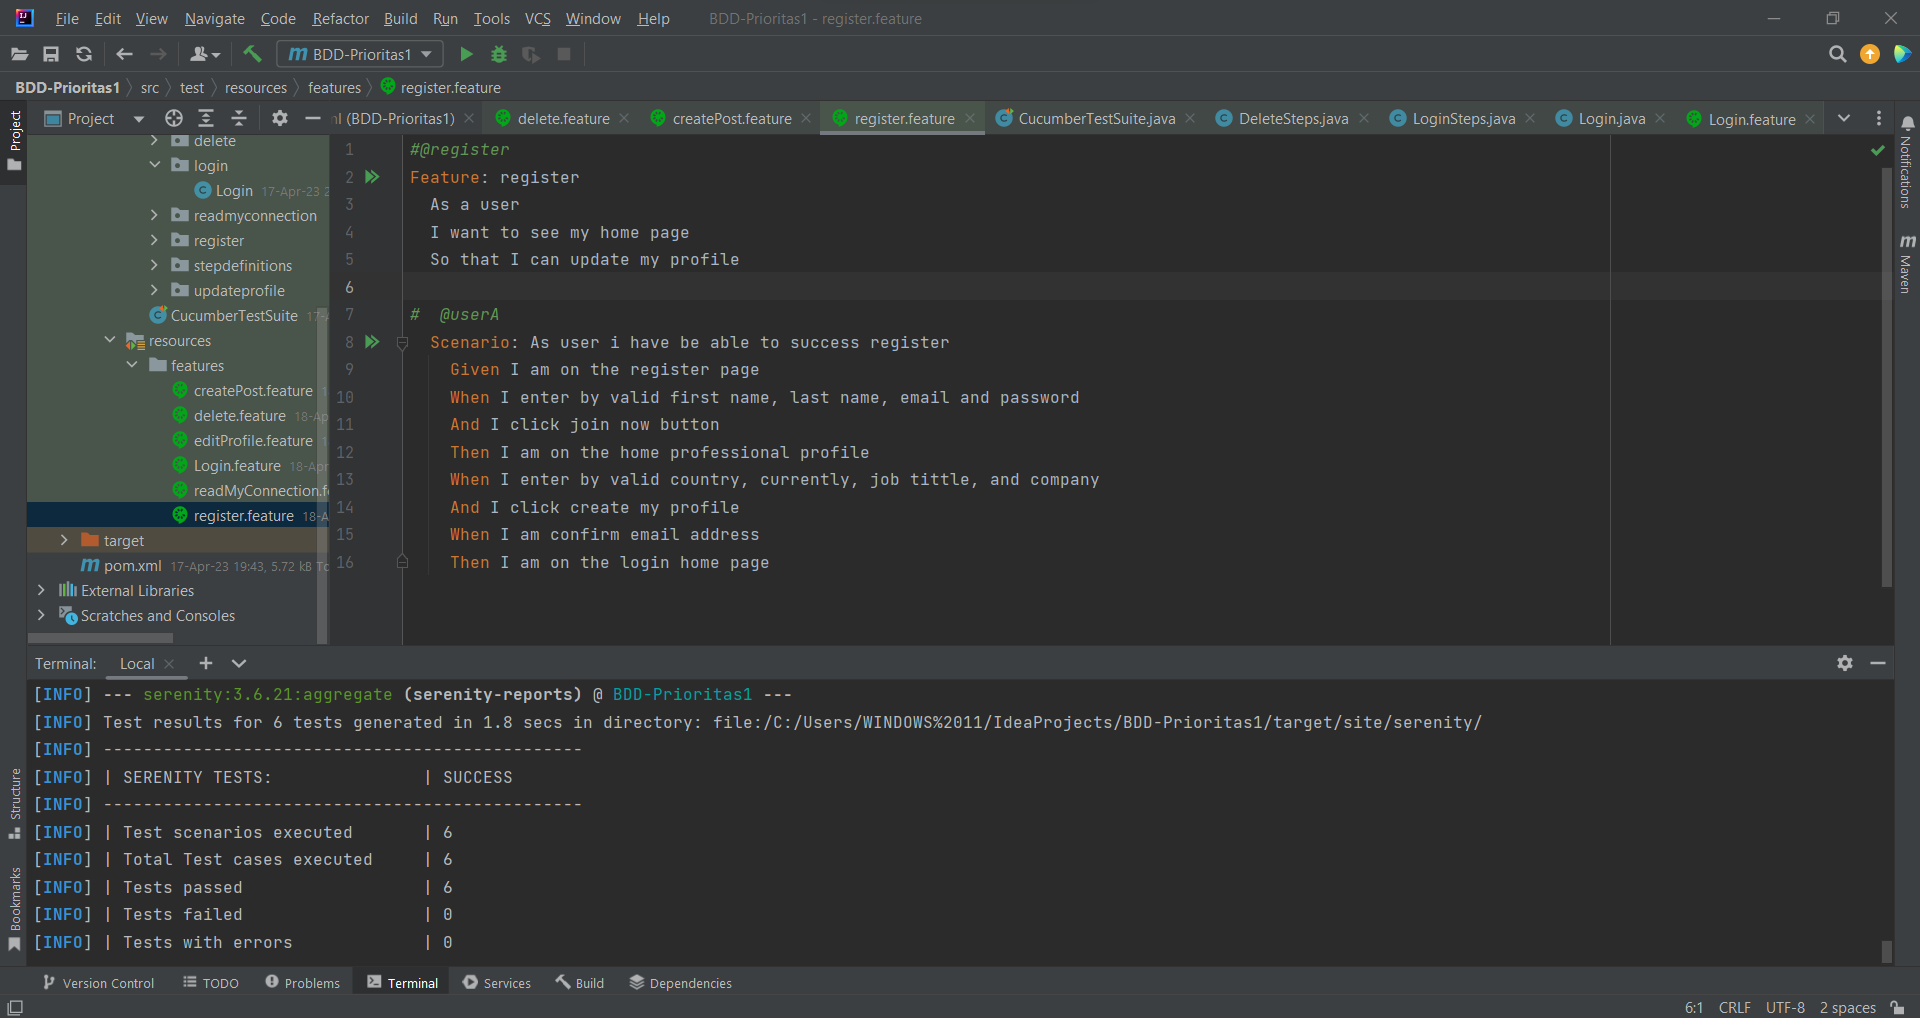 File Edit View Navigate Code Refactor Build Run Tools VCS Window Help BDD-Prioritas1 - register.feature
BDD-Prioritas1
BDD-Prioritas1 src test resources features register.feature
Project
Project
(BDD-Prioritas1) delete.feature createPost.feature register.feature CucumberTestSuite.java DeleteSteps.java LoginSteps.java Login.java Login.feature
Notifications
Maven
delete
login
Login 17-Apr-23 2
readmyconnection
register
stepdefinitions
updateprofile
CucumberTestSuite 17-
resources
features
createPost.feature 1
delete.feature 18-Ap
editProfile.feature 1
Login.feature 18-Apr
readMyConnection.f
register.feature 18-A
target
pom.xml 17-Apr-23 19:43, 5.72 kB To
External Libraries
Scratches and Consoles
1 #@register
2 Feature: register
3 As a user
4 I want to see my home page
5 So that I can update my profile
6
7 # @userA
8 Scenario: As user i have be able to success register
9 Given I am on the register page
10 When I enter by valid first name, last name, email and password
11 And I click join now button
12 Then I am on the home professional profile
13 When I enter by valid country, currently, job tittle, and company
14 And I click create my profile
15 When I am confirm email address
16 Then I am on the login home page
Terminal: Local
[INFO] --- serenity:3.6.21:aggregate (serenity-reports) @ BDD-Prioritas1 ---
[INFO] Test results for 6 tests generated in 1.8 secs in directory: file:/C:/Users/WINDOWS%2011/IdeaProjects/BDD-Prioritas1/target/site/serenity/
[INFO] ------------------------------------------------
[INFO] | SERENITY TESTS: | SUCCESS
[INFO] ------------------------------------------------
[INFO] | Test scenarios executed | 6
[INFO] | Total Test cases executed | 6
[INFO] | Tests passed | 6
[INFO] | Tests failed | 0
[INFO] | Tests with errors | 0
Structure
Bookmarks
Version Control TODO Problems Terminal Services Build Dependencies
6:1 CRLF UTF-8 2 spaces